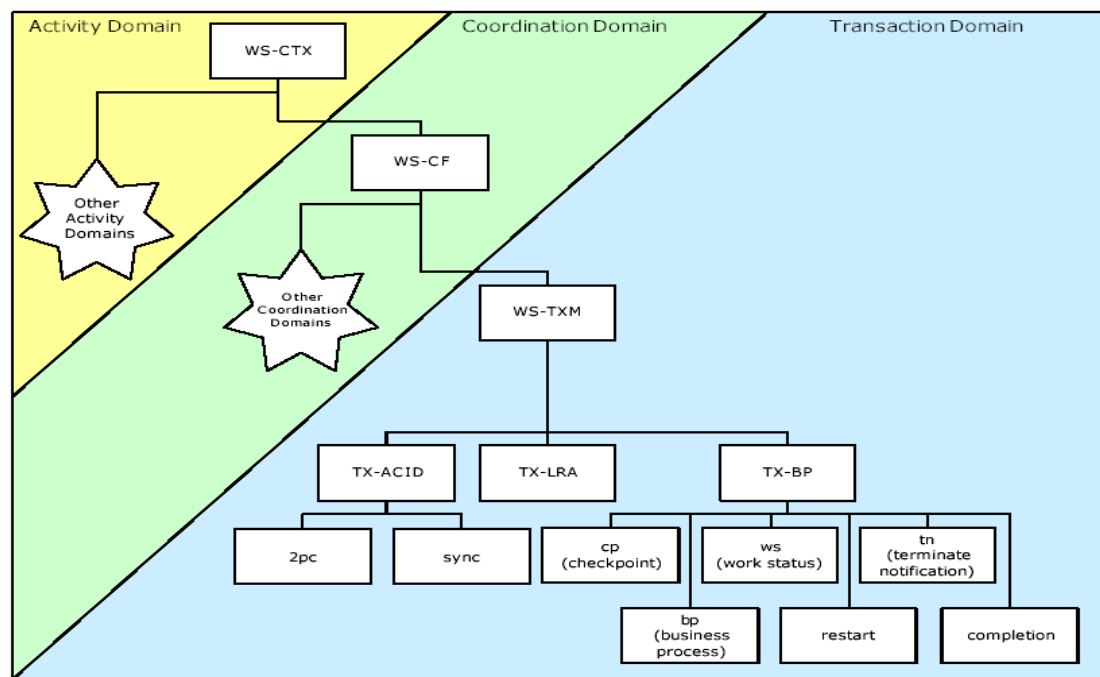 Activity Domain
Coordination Domain
Transaction Domain
WS-CTX
WS-CF
Other
Activity
Domains
Other
Coordination
Domains
WS-TXM
TX-ACID
TX-LRA
TX-BP
2pc
sync
cp
(checkpoint)
ws
(work status)
tn
(terminate
notification)
bp
(business
process)
restart
completion